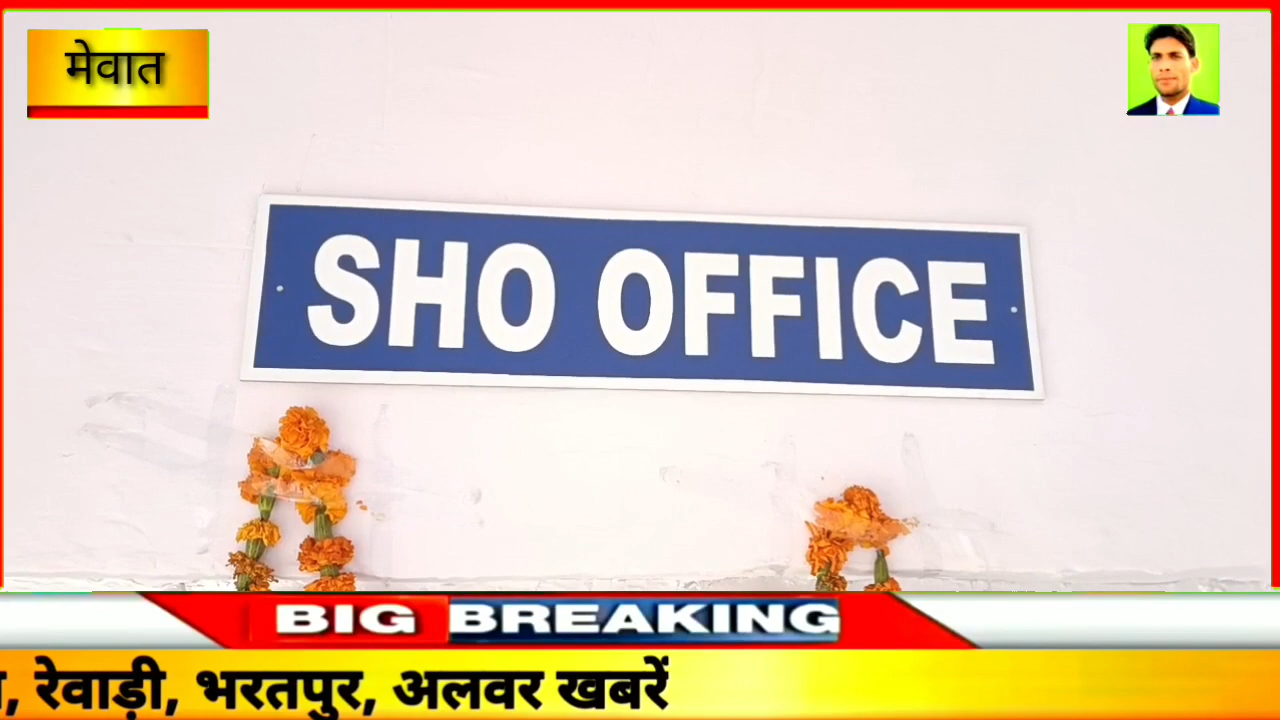 मेवात
SHO OFFICE
BIG BREAKING
, रेवाड़ी, भरतपुर, अलवर खबरें